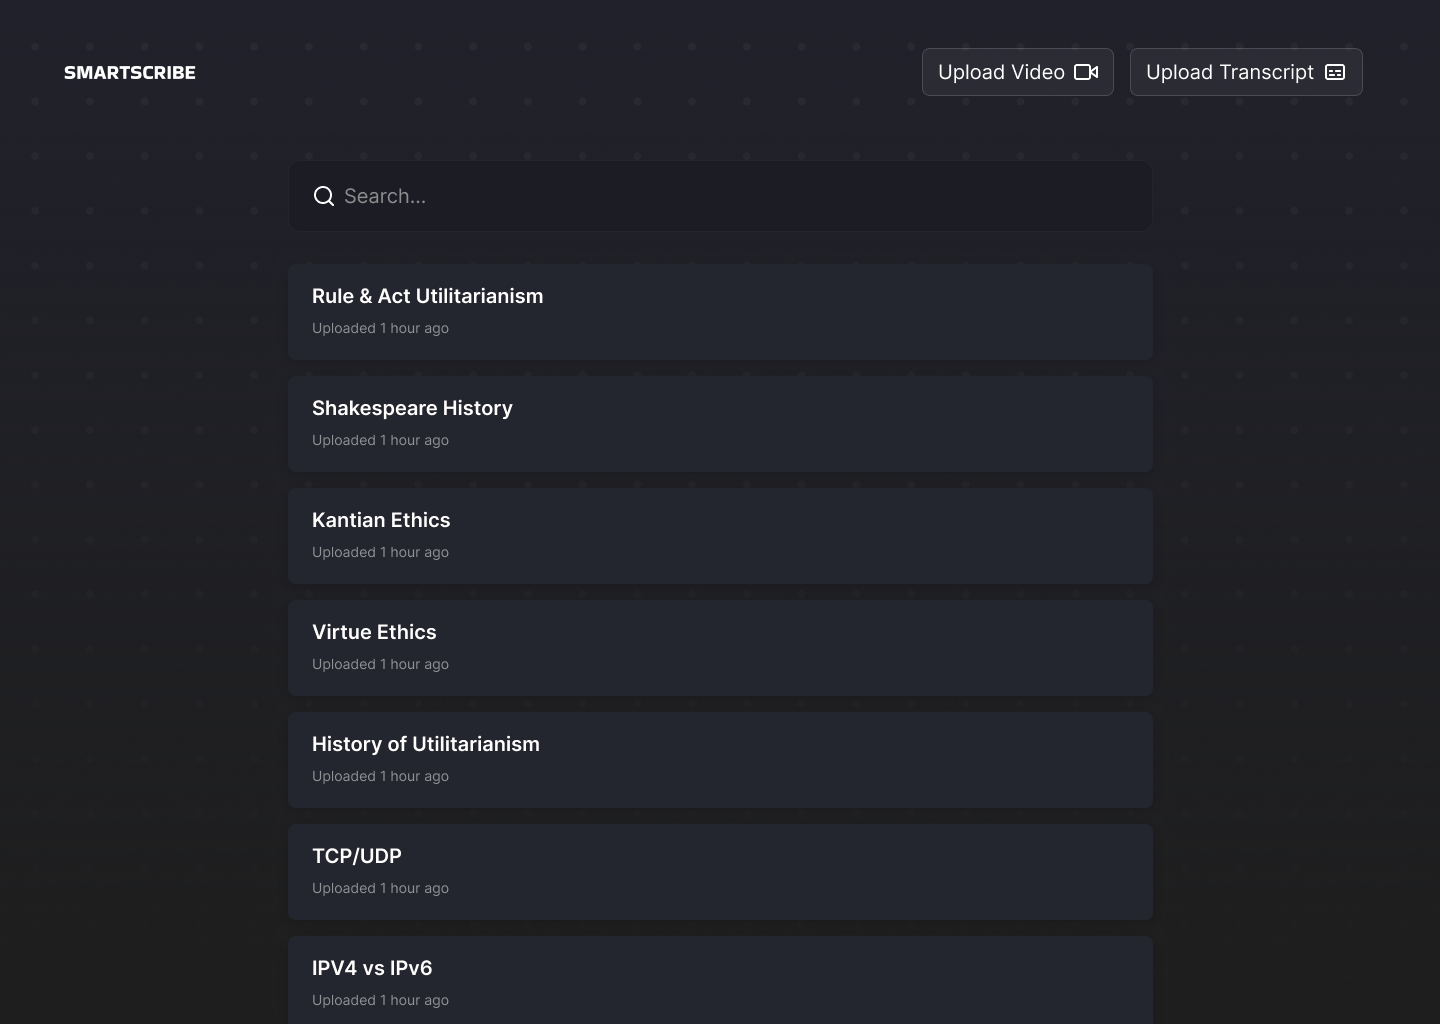 SMARTSCRIBE
Upload Video
Upload Transcript
Search...
Rule & Act Utilitarianism
Uploaded 1 hour ago
Shakespeare History
Uploaded 1 hour ago
Kantian Ethics
Uploaded 1 hour ago
Virtue Ethics
Uploaded 1 hour ago
History of Utilitarianism
Uploaded 1 hour ago
TCP/UDP
Uploaded 1 hour ago
IPV4 vs IPv6
Uploaded 1 hour ago